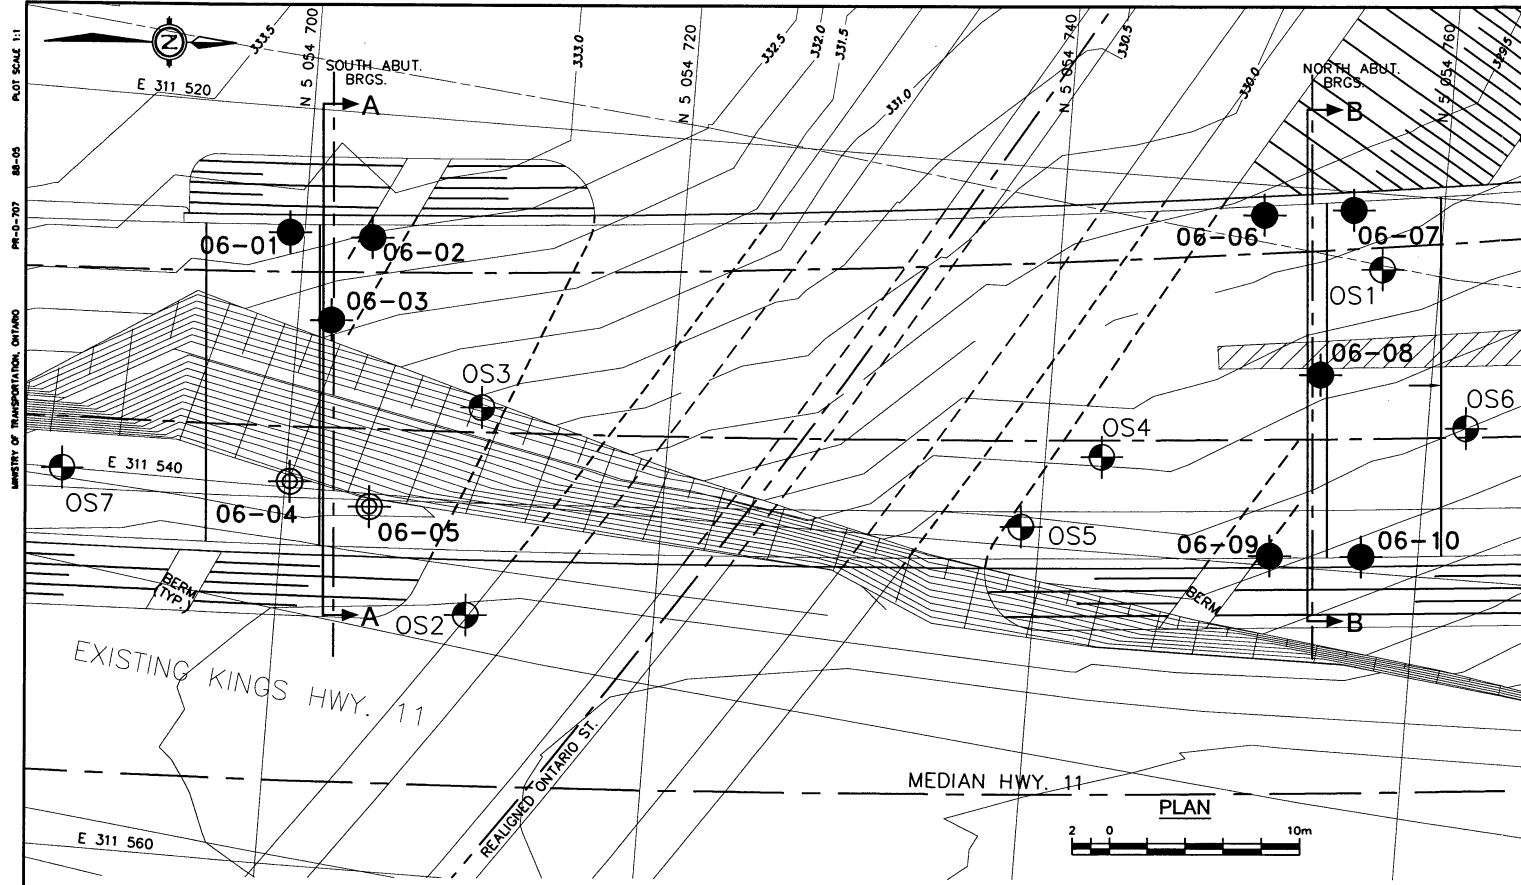 MINISTRY OF TRANSPORTATION, ONTARIO
PR-D-707 88-05
PLOT SCALE 1:1
N
333.5
N 5 054 700
333.0
N 5 054 720
332.5
332.0
331.5
N 5 054 740
330.5
331.0
330.0
N 5 054 760
329.5
E 311 520
SOUTH ABUT.
BRGS.
A
NORTH ABUT.
BRGS.
B
06-01
06-02
06-06
06-07
OS1
06-03
06-08
OS3
OS6
OS4
E 311 540
OS7
06-04
06-05
OS5
06-09
06-10
BERM
(TYP.)
A
OS2
BERM
B
EXISTING KINGS HWY. 11
REALIGNED ONTARIO ST.
MEDIAN HWY. 11
PLAN
2 0 10m
E 311 560